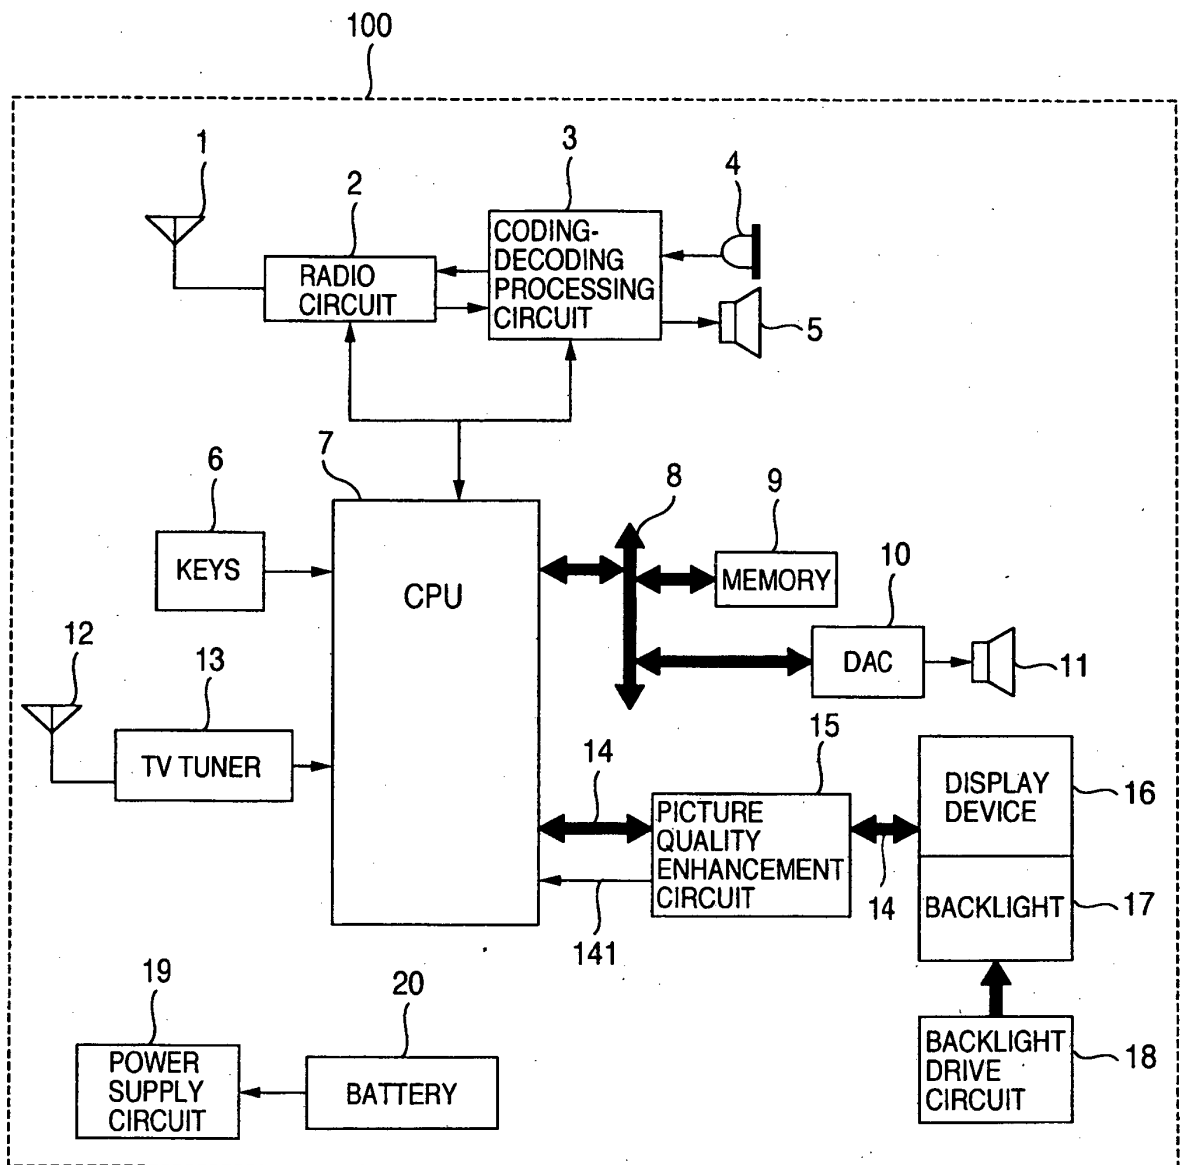 100
1
2
3
4
RADIO
CIRCUIT
CODING-
DECODING
PROCESSING
CIRCUIT
5
6
7
8
9
10
KEYS
CPU
MEMORY
12
13
DAC
11
TV TUNER
14
15
PICTURE
QUALITY
ENHANCEMENT
CIRCUIT
DISPLAY
DEVICE
16
14
BACKLIGHT
17
141
19
20
POWER
SUPPLY
CIRCUIT
BATTERY
BACKLIGHT
DRIVE
CIRCUIT
18